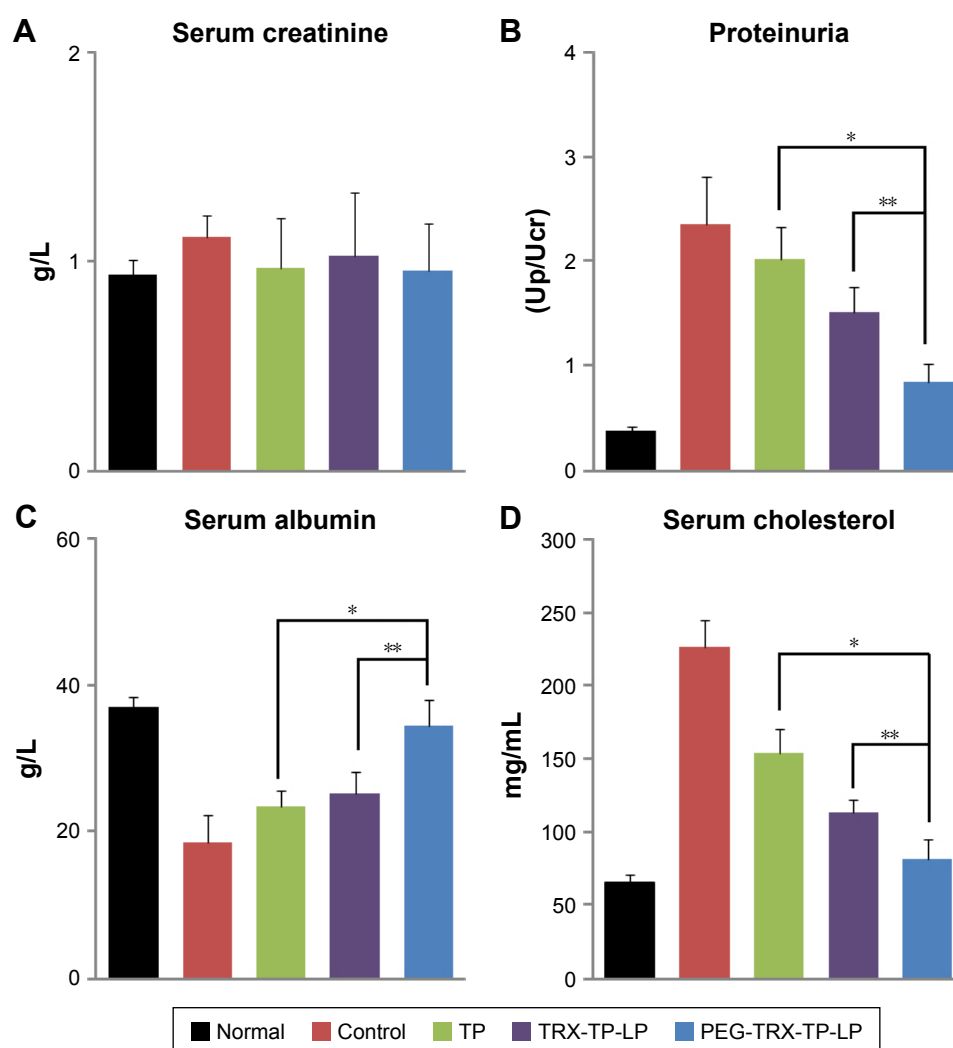 A Serum creatinine
2
1
0
g/L
B Proteinuria
4
3
2
1
0
(Up/Ucr)
*
**
C Serum albumin
60
40
20
0
g/L
*
**
D Serum cholesterol
300
250
200
150
100
50
0
mg/mL
*
**
Normal Control TP TRX-TP-LP PEG-TRX-TP-LP